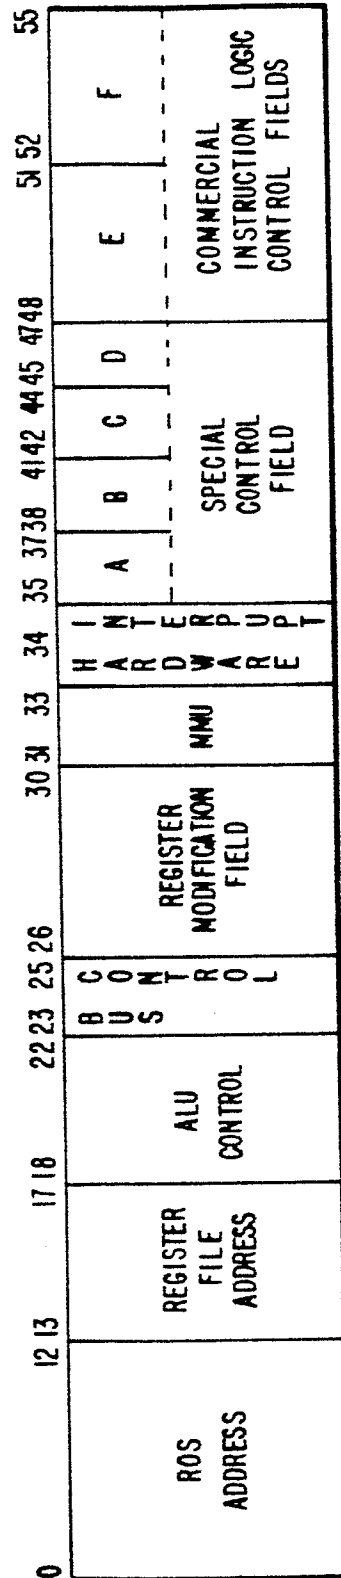 0 12 13 17 18 22 23 25 26 30 31 33 34 35 37 38 41 42 44 45 47 48 51 52 55
ROS
ADDRESS
REGISTER
FILE
ADDRESS
ALU
CONTROL
BUS
CONTROL
REGISTER
MODIFICATION
FIELD
MMU
HARDWARE
INTERRPUPT
A B C D E F
SPECIAL
CONTROL
FIELD
COMMERCIAL
INSTRUCTION LOGIC
CONTROL FIELDS